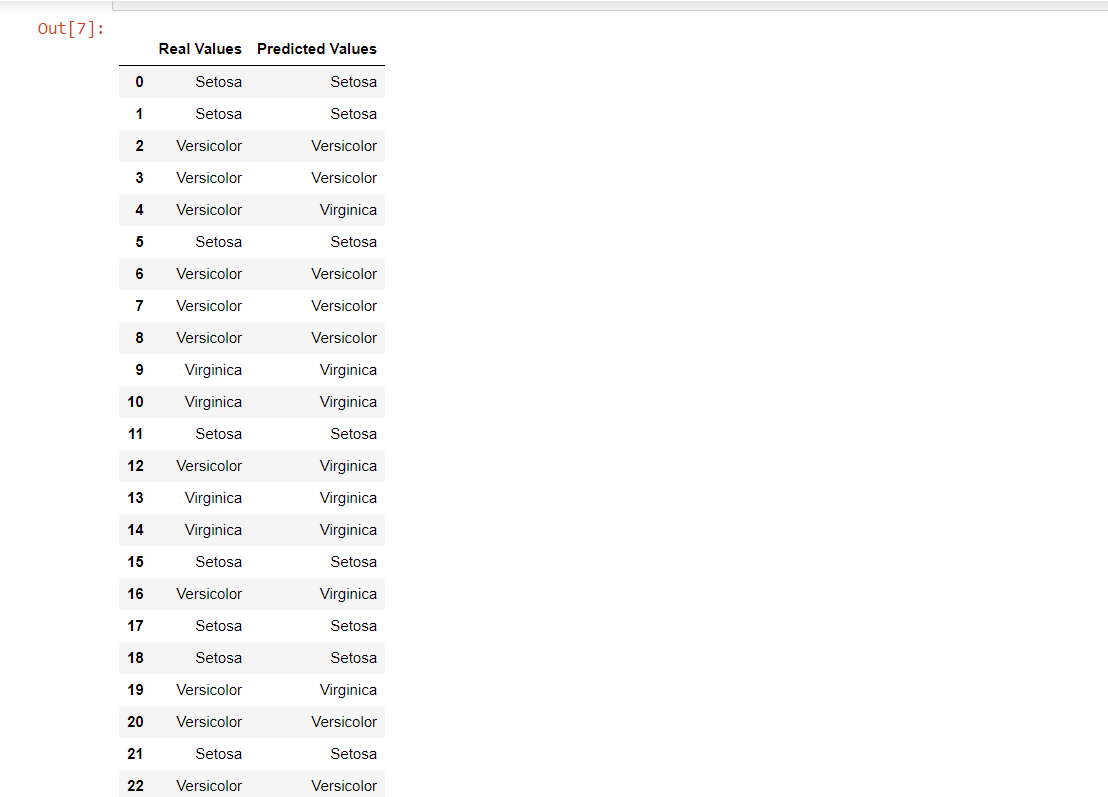 Out[7]:
Real Values Predicted Values
0 Setosa Setosa
1 Setosa Setosa
2 Versicolor Versicolor
3 Versicolor Versicolor
4 Versicolor Virginica
5 Setosa Setosa
6 Versicolor Versicolor
7 Versicolor Versicolor
8 Versicolor Versicolor
9 Virginica Virginica
10 Virginica Virginica
11 Setosa Setosa
12 Versicolor Virginica
13 Virginica Virginica
14 Virginica Virginica
15 Setosa Setosa
16 Versicolor Virginica
17 Setosa Setosa
18 Setosa Setosa
19 Versicolor Virginica
20 Versicolor Versicolor
21 Setosa Setosa
22 Versicolor Versicolor